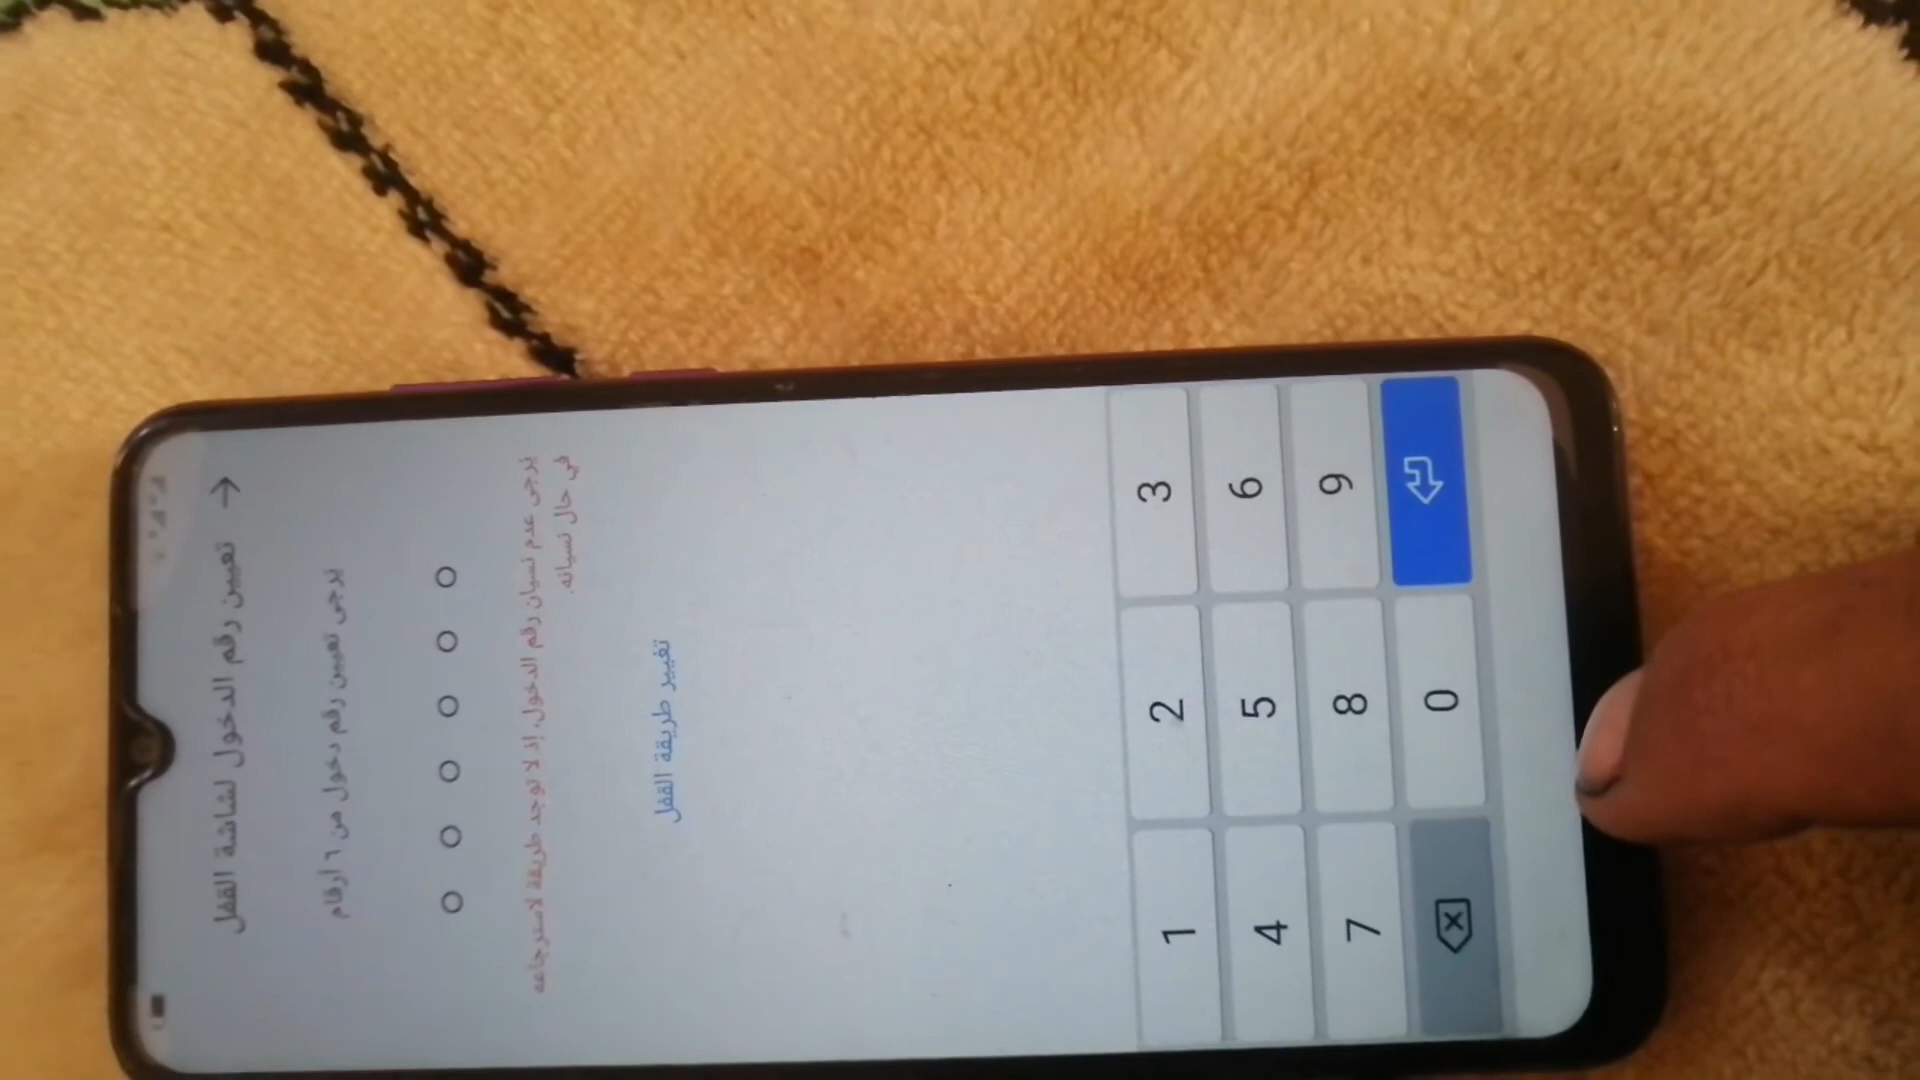 تعيين رقم الدخول لشاشة القفل
يرجى تعيين رقم دخول من ٦ أرقام
يرجى عدم نسيان رقم الدخول، إذ لا توجد طريقة لاسترجاعه
في حال نسيانه.
تغيير طريقة القفل
1 2 3
4 5 6
7 8 9
0